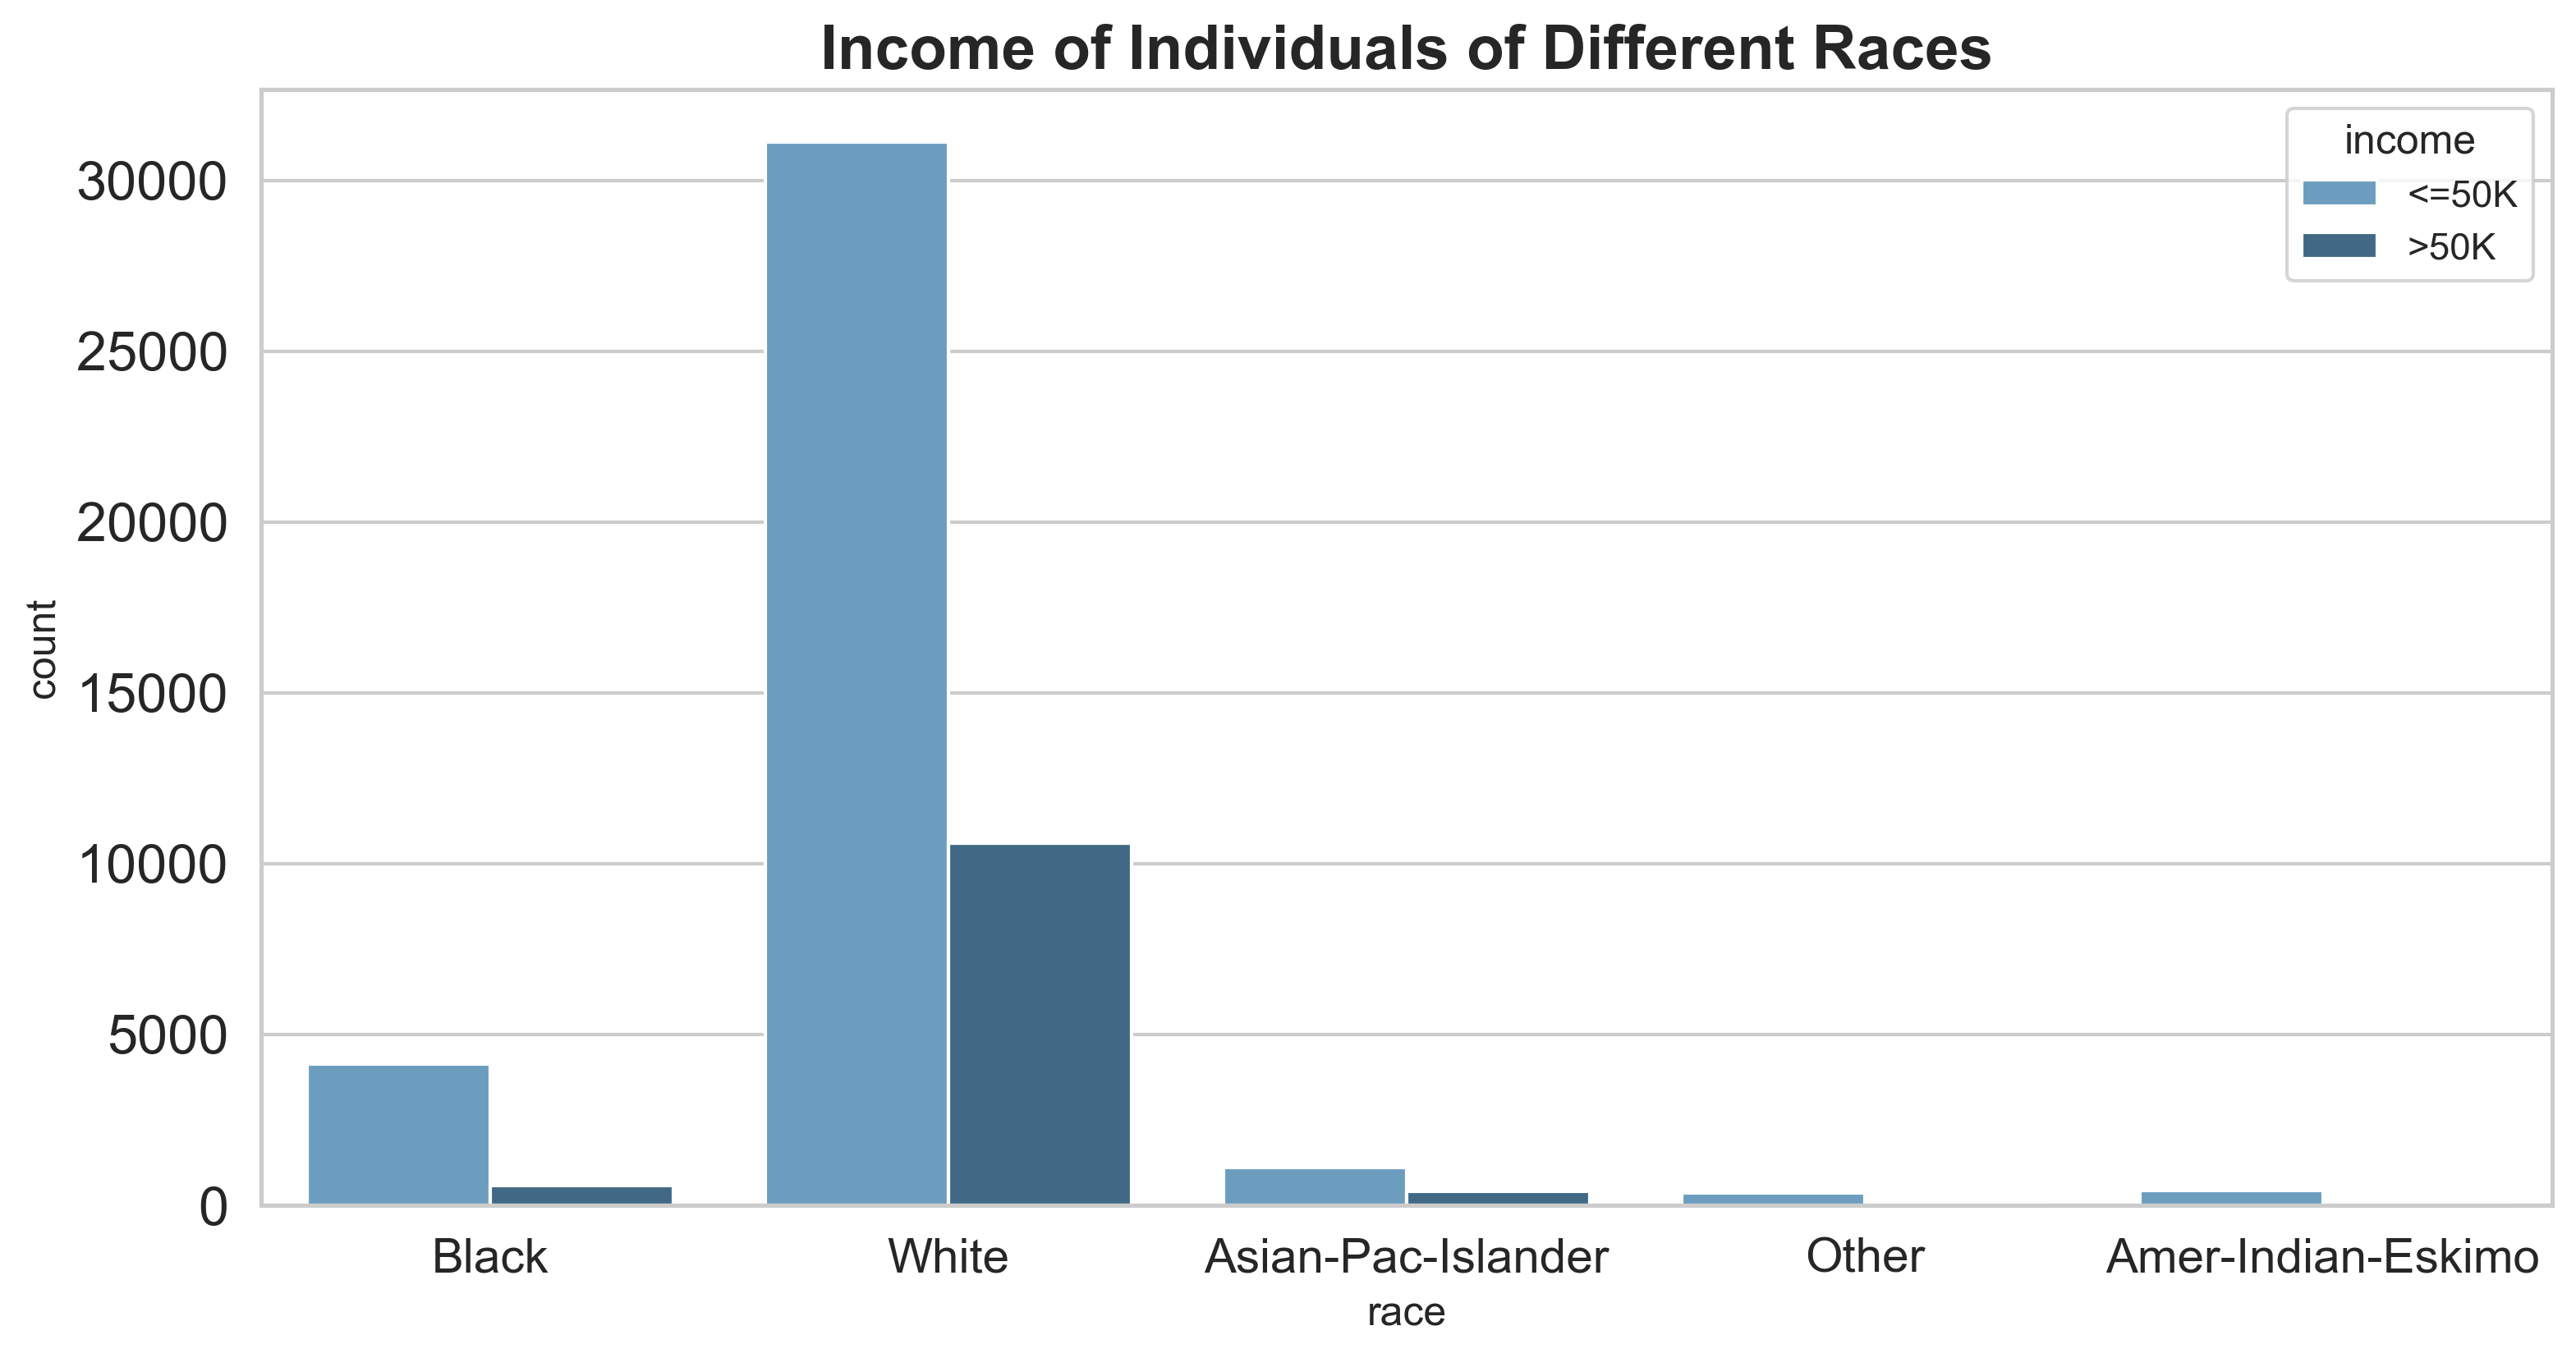 Income of Individuals of Different Races
income
<=50K
>50K
30000
25000
20000
15000
10000
5000
0
count
Black White Asian-Pac-Islander Other Amer-Indian-Eskimo
race